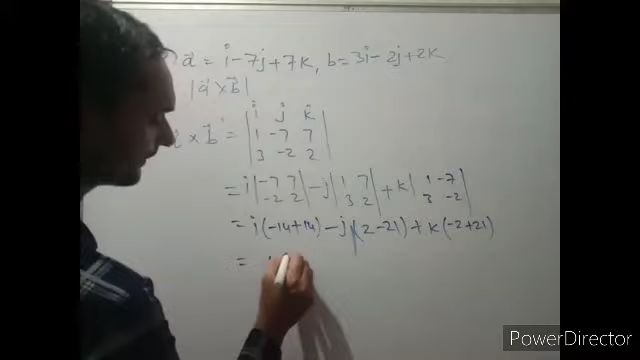 a⃗ = i-7j+7k, b=3i-2j+2k
|a⃗ x b⃗|
x b⃗ = | i j k |
| 1 -7 7 |
| 3 -2 2 |
= i |-7 7| -j |1 7| + k |1 -7|
|-2 2| |3 2| |3 -2|
= i(-14+14) -j(2-21) + k(-2+21)
=
PowerDirector